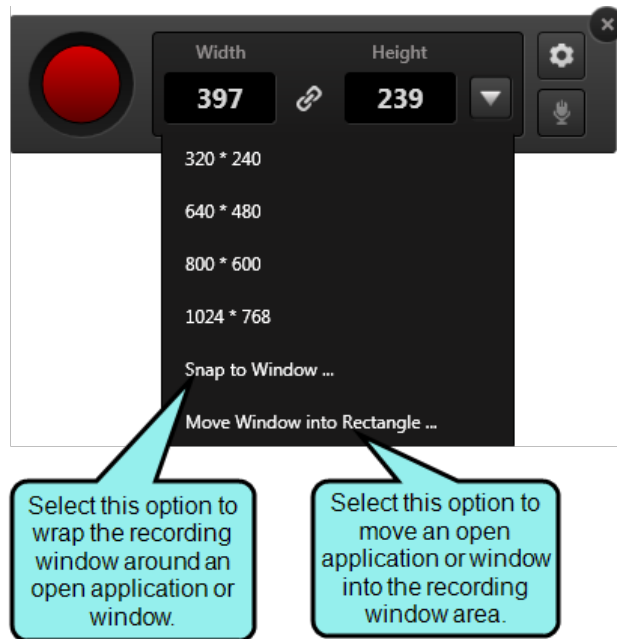 Width Height
397 239
320 * 240
640 * 480
800 * 600
1024 * 768
Snap to Window ...
Move Window into Rectangle ...
Select this option to
wrap the recording
window around an
open application or
window.
Select this option to
move an open
application or window
into the recording
window area.